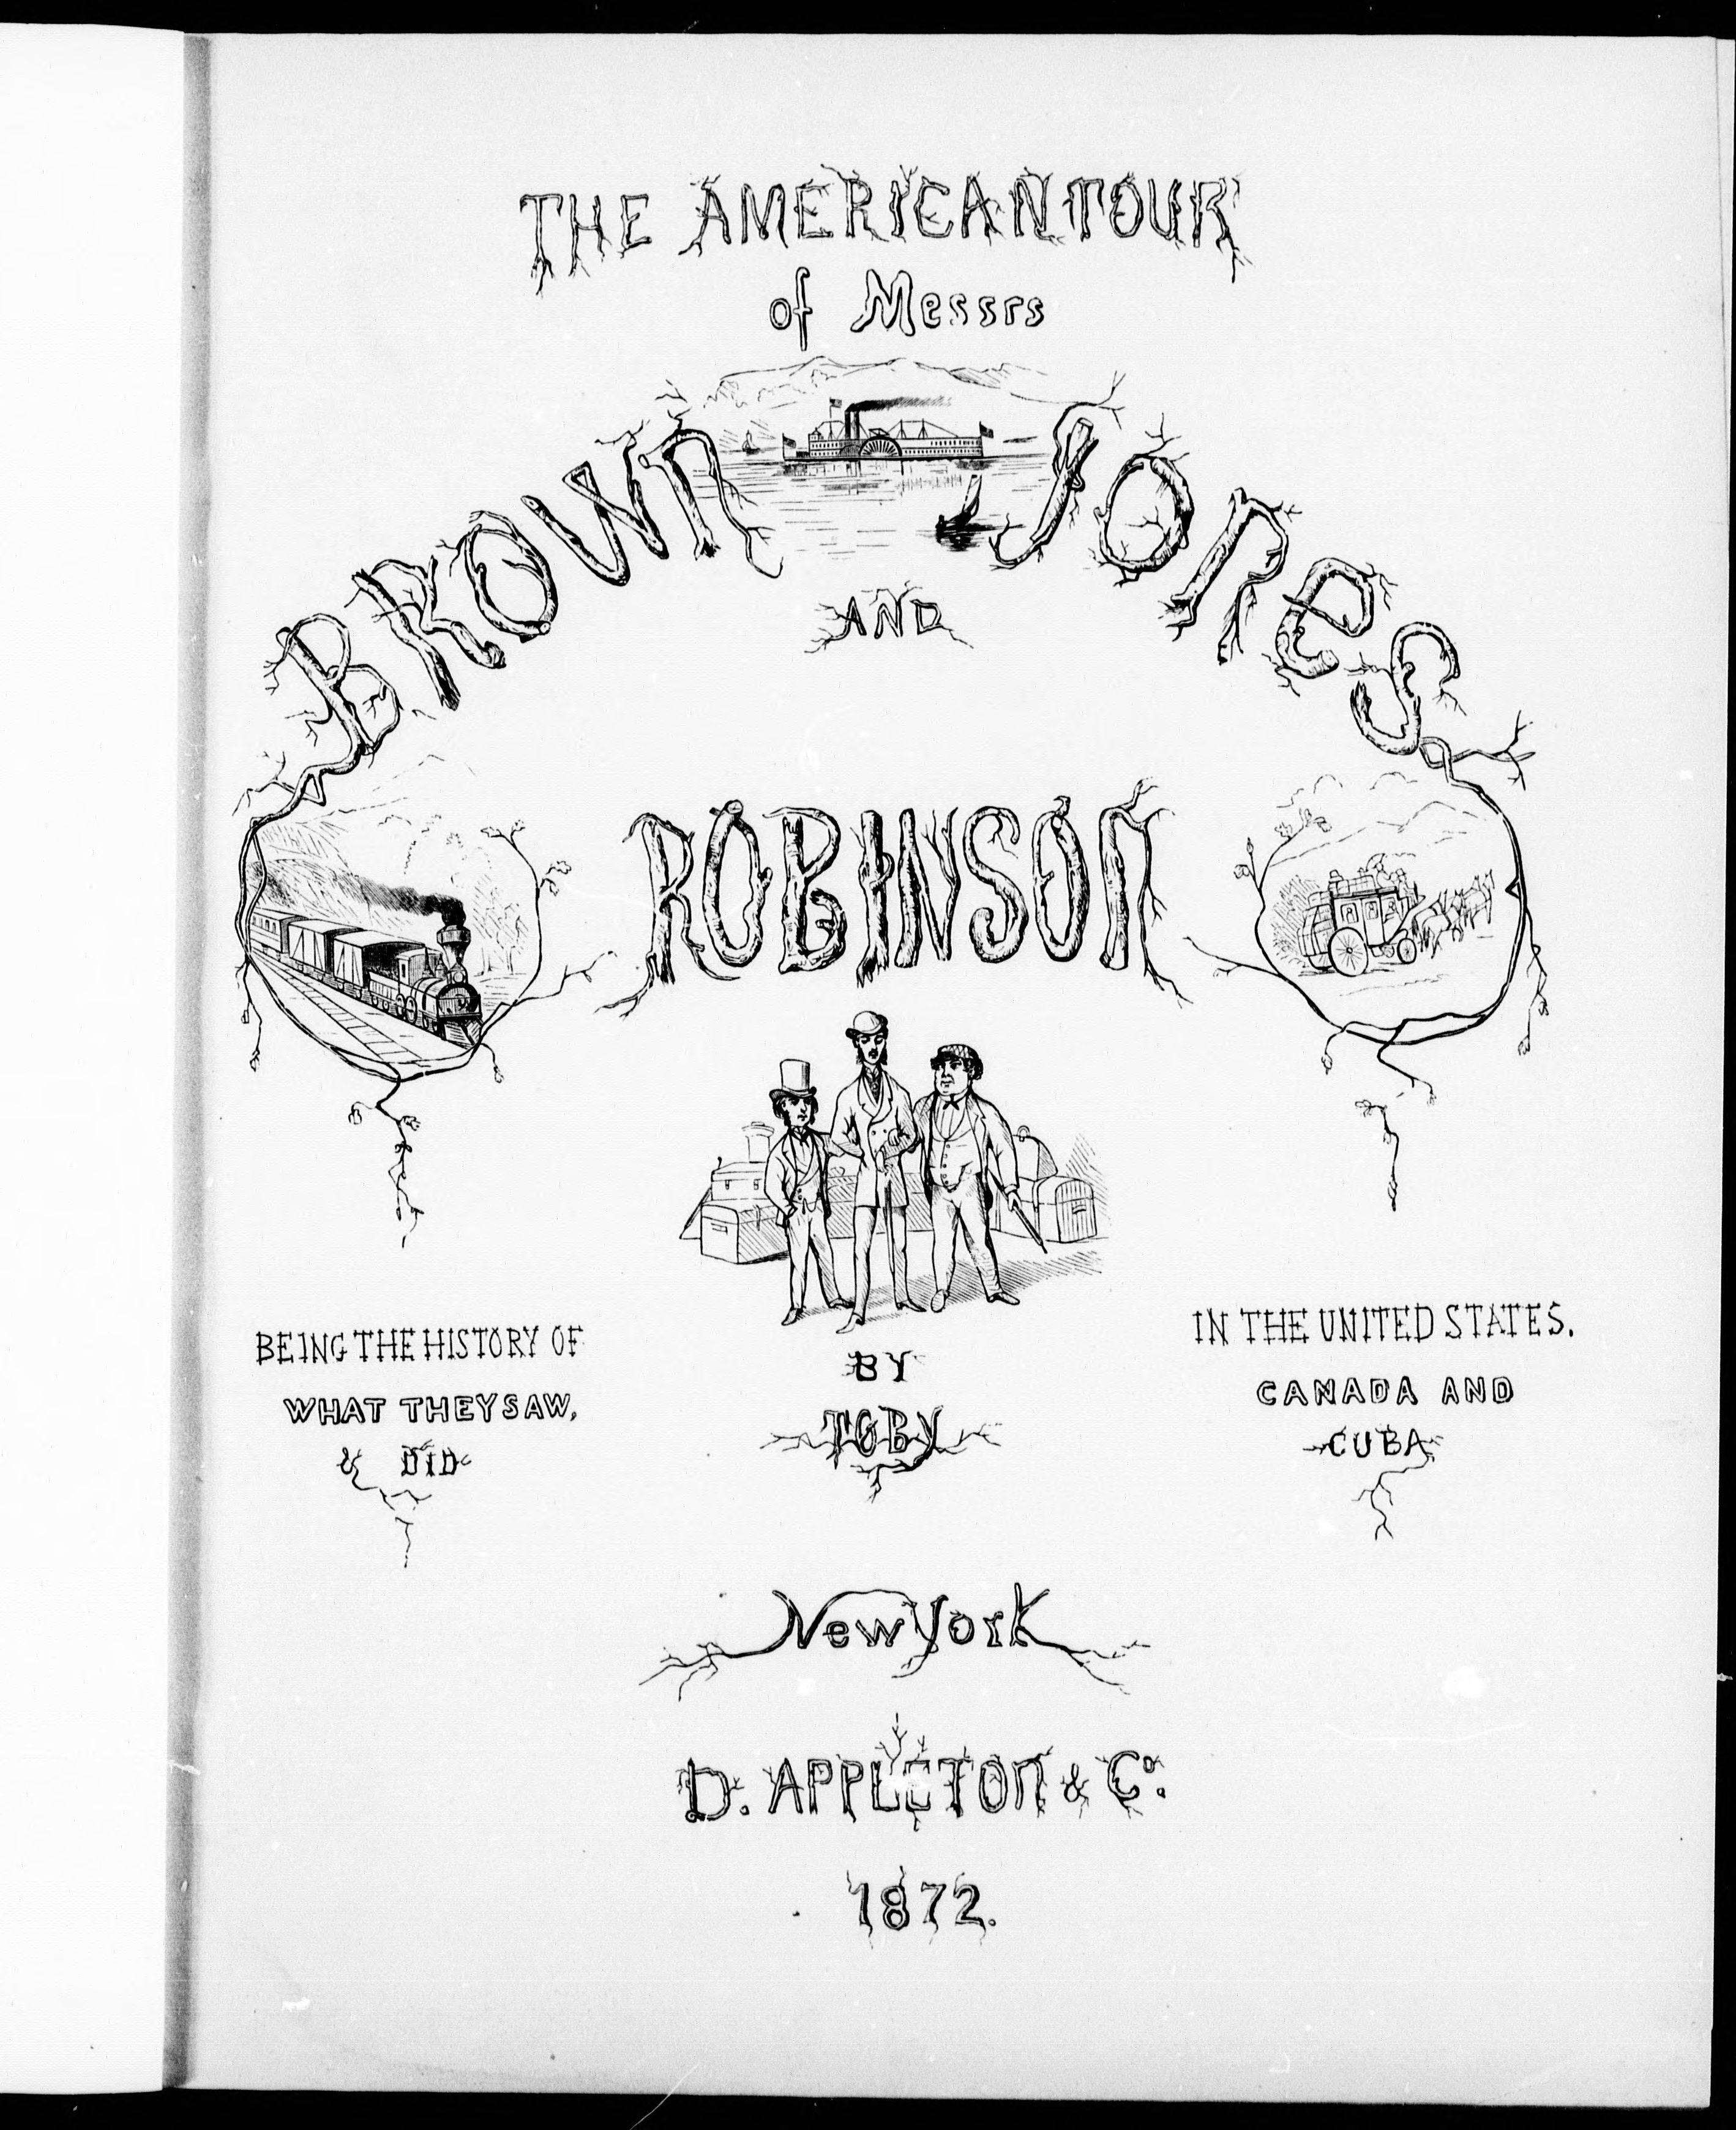 THE AMERICAN TOUR
of Messrs
BROWN JONES
AND
ROBINSON
BEING THE HISTORY OF
WHAT THEY SAW,
& DID
IN THE UNITED STATES.
CANADA AND
CUBA
BY
TOBY
New York
D. APPLETON & Co.
1872.